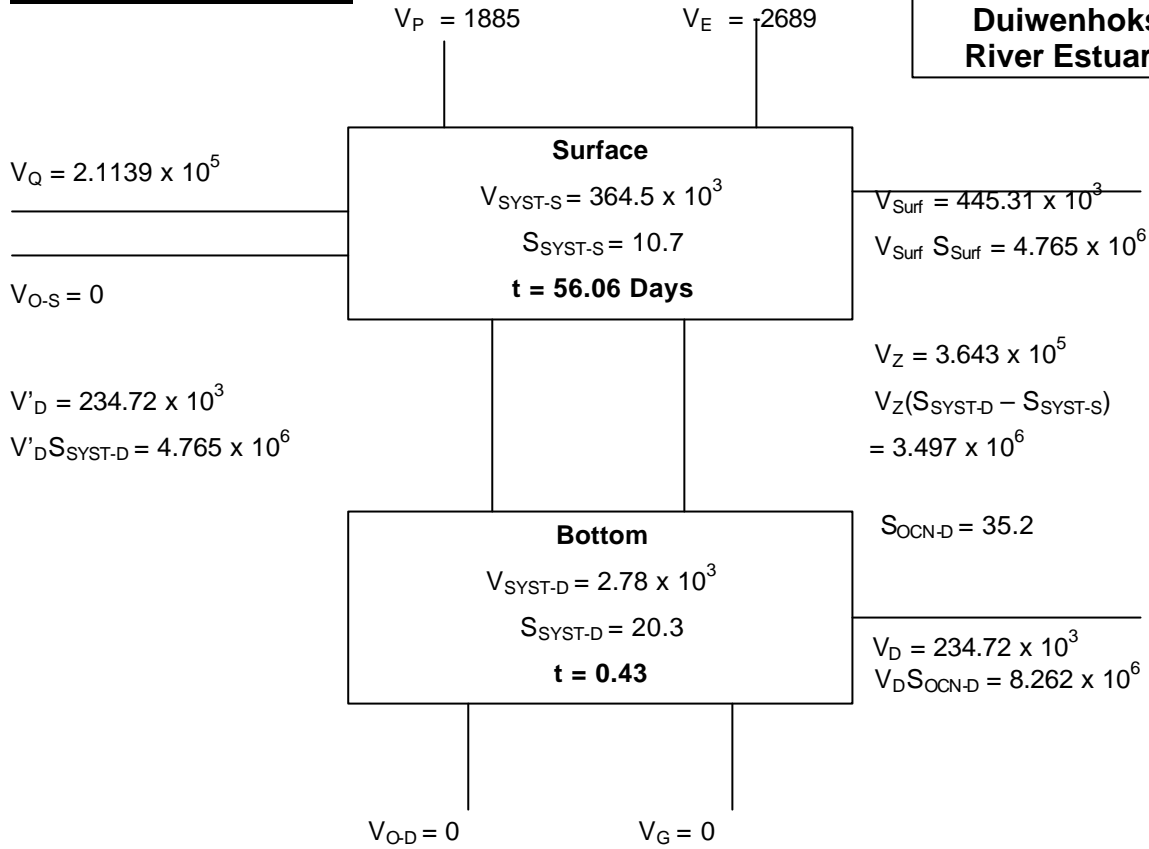 V_P = 1885
V_E = -2689
Duiwenhoks
River Estuar
V_Q = 2.1139 x 10^5
V_O-S = 0
Surface
V_SYST-S = 364.5 x 10^3
S_SYST-S = 10.7
t = 56.06 Days
V_Surf = 445.31 x 10^3
V_Surf S_Surf = 4.765 x 10^6
V'_D = 234.72 x 10^3
V'_D S_SYST-D = 4.765 x 10^6
V_Z = 3.643 x 10^5
V_Z(S_SYST-D – S_SYST-S)
= 3.497 x 10^6
S_OCN-D = 35.2
Bottom
V_SYST-D = 2.78 x 10^3
S_SYST-D = 20.3
t = 0.43
V_D = 234.72 x 10^3
V_D S_OCN-D = 8.262 x 10^6
V_O-D = 0
V_G = 0